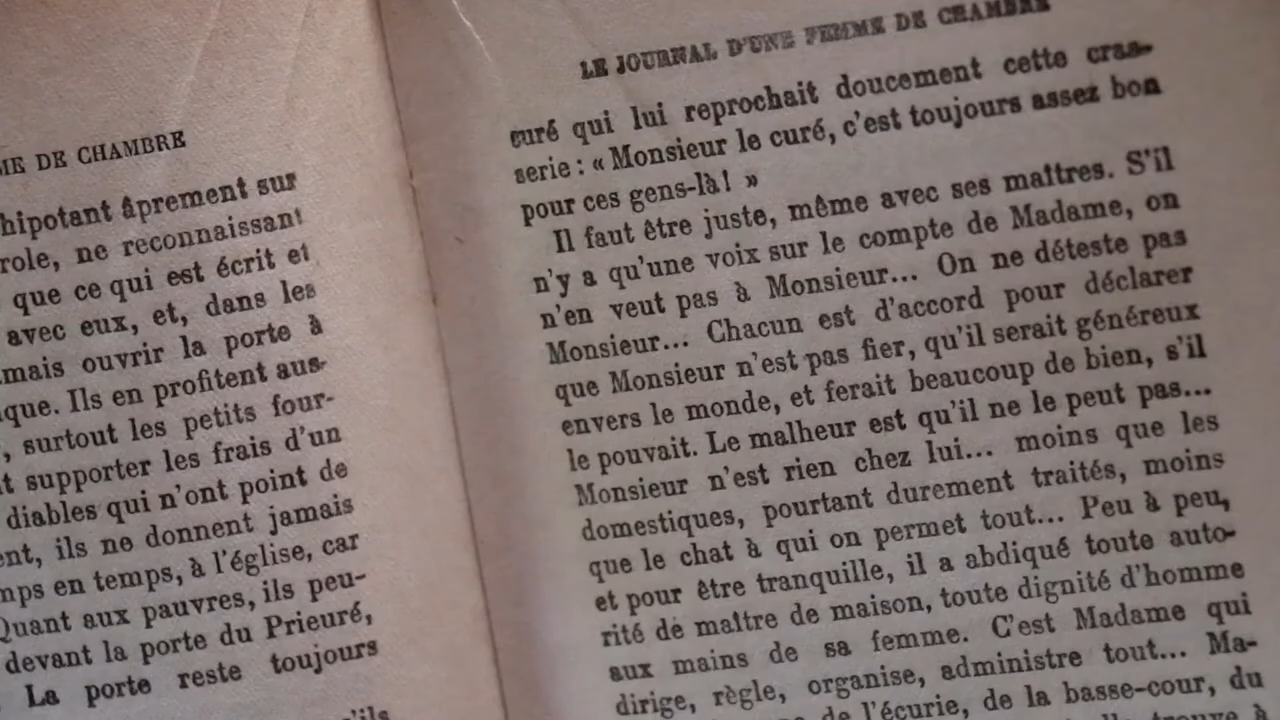 ME DE CHAMBRE
hipotant âprement sur
role, ne reconnaissant
que ce qui est écrit et
avec eux, et, dans les
mais ouvrir la porte à
que. Ils en profitent aus-
, surtout les petits four-
t supporter les frais d'un
diables qui n'ont point de
ent, ils ne donnent jamais
mps en temps, à l'église, car
Quant aux pauvres, ils peu-
devant la porte du Prieuré,
La porte reste toujours
s'ils
LE JOURNAL D'UNE FEMME DE CHAMBRE
curé qui lui reprochait doucement cette cras-
serie : « Monsieur le curé, c'est toujours assez bon
pour ces gens-là ! »
Il faut être juste, même avec ses maîtres. S'il
n'y a qu'une voix sur le compte de Madame, on
n'en veut pas à Monsieur... On ne déteste pas
Monsieur... Chacun est d'accord pour déclarer
que Monsieur n'est pas fier, qu'il serait généreux
envers le monde, et ferait beaucoup de bien, s'il
le pouvait. Le malheur est qu'il ne le peut pas...
Monsieur n'est rien chez lui... moins que les
domestiques, pourtant durement traités, moins
que le chat à qui on permet tout... Peu à peu,
et pour être tranquille, il a abdiqué toute auto-
rité de maître de maison, toute dignité d'homme
aux mains de sa femme. C'est Madame qui
dirige, règle, organise, administre tout... Ma-
de l'écurie, de la basse-cour, du
trouve à